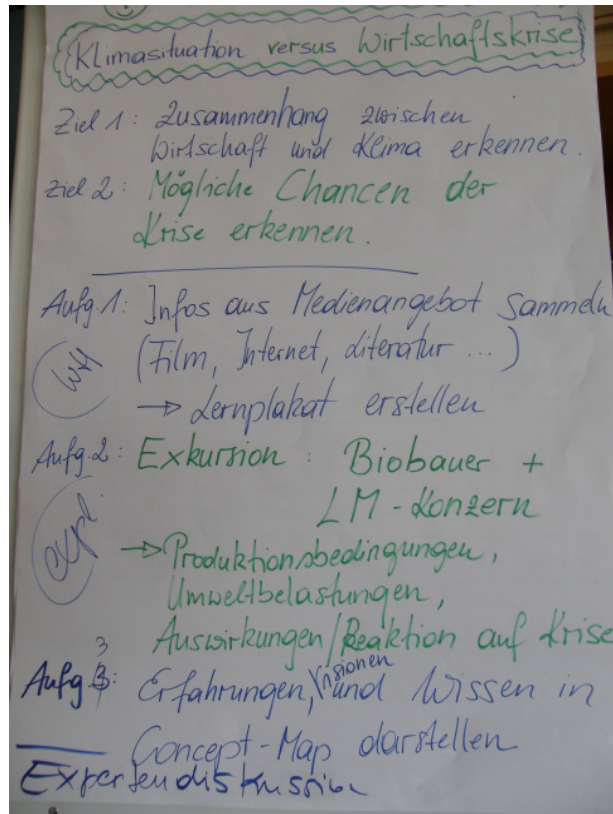 Klimasituation versus Wirtschaftskrise
Ziel 1: Zusammenhang zwischen
Wirtschaft und Klima erkennen.
Ziel 2: Mögliche Chancen der
Krise erkennen.
Aufg. 1: Infos aus Medienangebot sammeln
(Film, Internet, Literatur ...)
→ Lernplakat erstellen
Aufg. 2: Exkursion: Biobauer +
LM-Konzern
expl.
→ Produktionsbedingungen,
Umweltbelastungen,
Auswirkungen/Reaktion auf Krise
3
Aufg. 3: Erfahrungen, Visionen und Wissen in
Concept-Map darstellen
Expertendiskussion